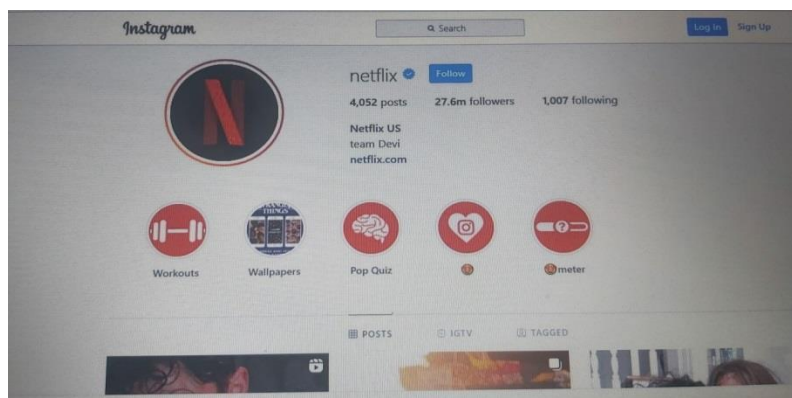 Instagram
Search
Log In Sign Up
netflix Follow
4,052 posts 27.6m followers 1,007 following
Netflix US
team Devi
netflix.com
N
THINGS
Workouts Wallpapers Pop Quiz meter
POSTS IGTV TAGGED